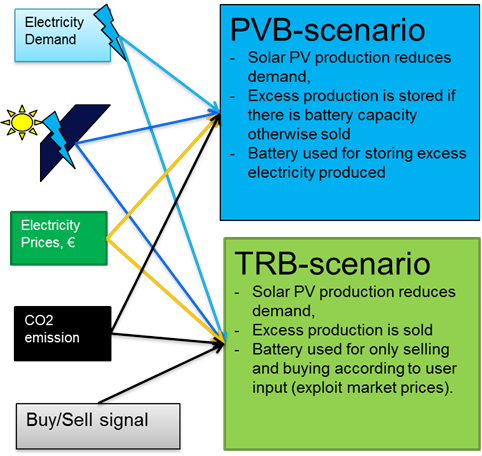 Electricity
Demand
Electricity
Prices, €
CO2
emission
Buy/Sell signal
PVB-scenario
- Solar PV production reduces
demand,
- Excess production is stored if
there is battery capacity
otherwise sold
- Battery used for storing excess
electricity produced
TRB-scenario
- Solar PV production reduces
demand,
- Excess production is sold
- Battery used for only selling
and buying according to user
input (exploit market prices).